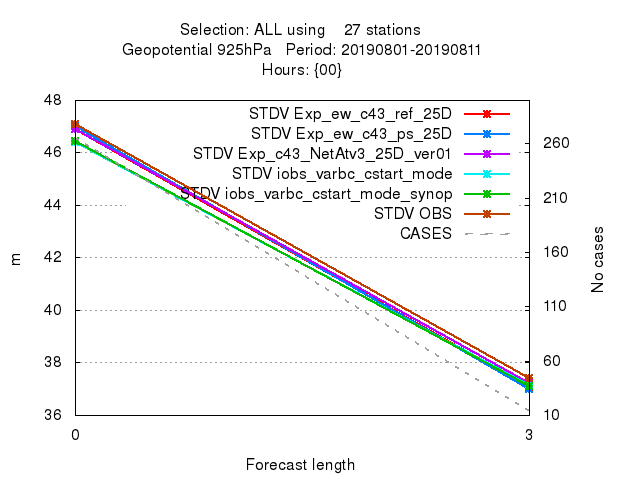 Selection: ALL using 27 stations
Geopotential 925hPa Period: 20190801-20190811
Hours: {00}
48
46
44
42
40
38
36
m
STDV Exp_ew_c43_ref_25D
STDV Exp_ew_c43_ps_25D
STDV Exp_c43_NetAtv3_25D_ver01
STDV iobs_varbc_cstart_mode
STDV iobs_varbc_cstart_mode_synop
STDV OBS
CASES
260
210
160
110
60
10
No cases
0
3
Forecast length